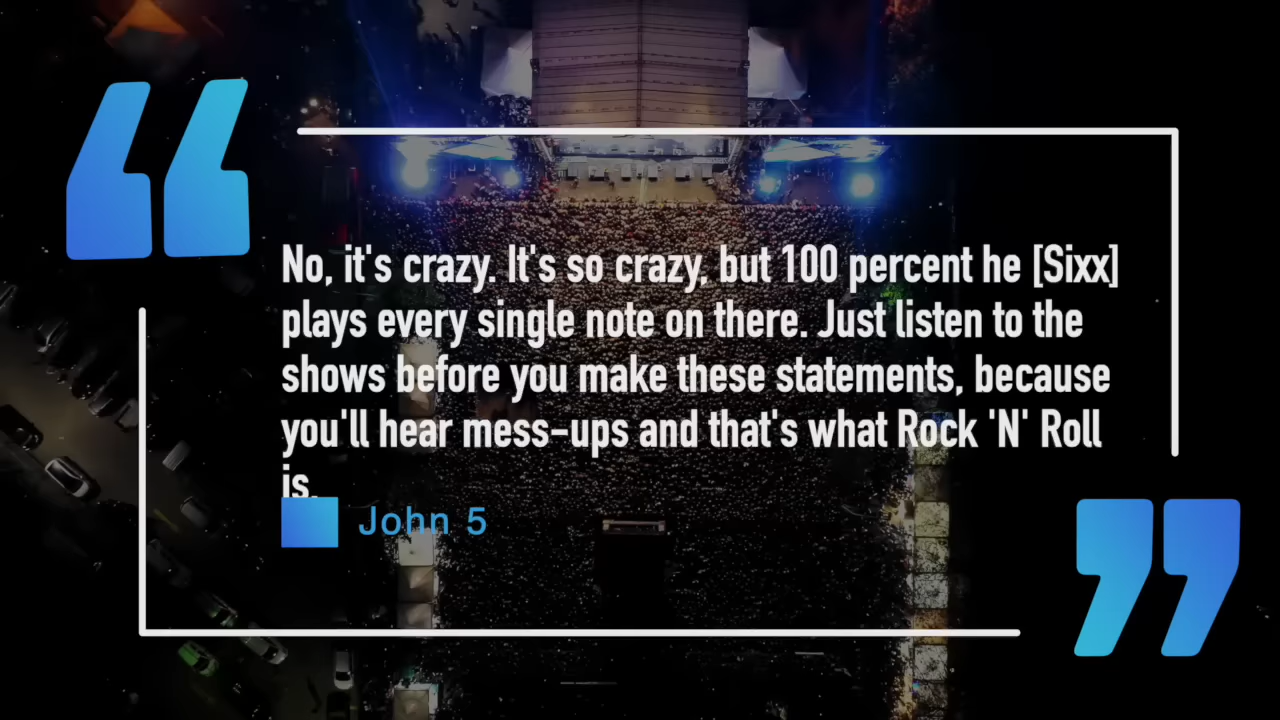 No, it's crazy. It's so crazy, but 100 percent he [Sixx]
plays every single note on there. Just listen to the
shows before you make these statements, because
you'll hear mess-ups and that's what Rock 'N' Roll
is.
John 5